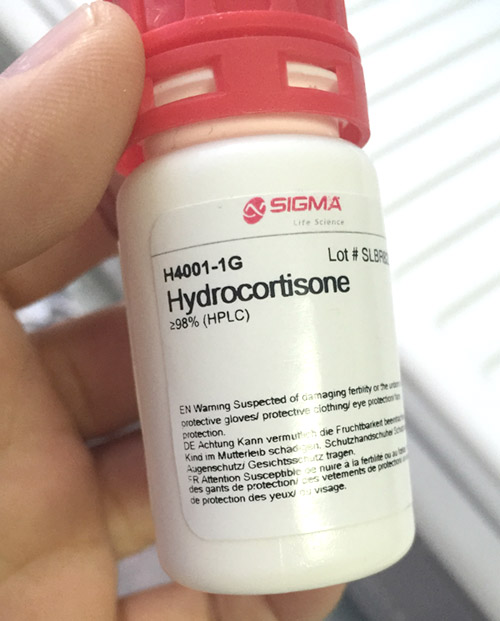 SIGMA
Life Science
H4001-1G
Lot # SLBR
Hydrocortisone
≥98% (HPLC)
EN Warning Suspected of damaging fertility or the
protective gloves/ protective clothing/ eye protection/
protection.
DE Achtung Kann vermutlich die Fruchtbarkeit
Kind im Mutterleib schädigen. Schutzhandschuhe/
Augenschutz/ Gesichtsschutz tragen.
FR Attention Susceptible de nuire à la fertilité ou au
des gants de protection/ des vetements de protection/
de protection des yeux/ du visage.